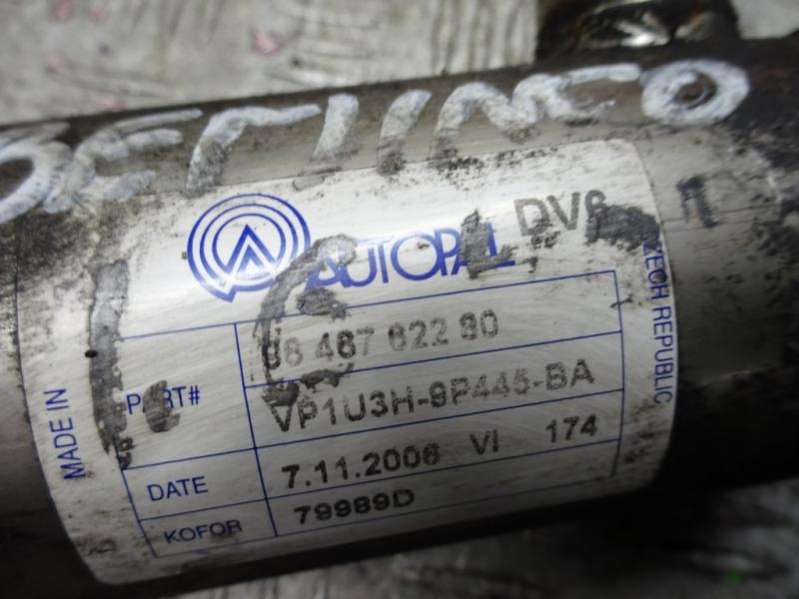 BERLINGO
AUTOPAL DV6
96 467 622 80
PART# VP1U3H-9P445-BA
DATE 7.11.2006 VI 174
KOFOR 79989D
MADE IN
CZECH REPUBLIC